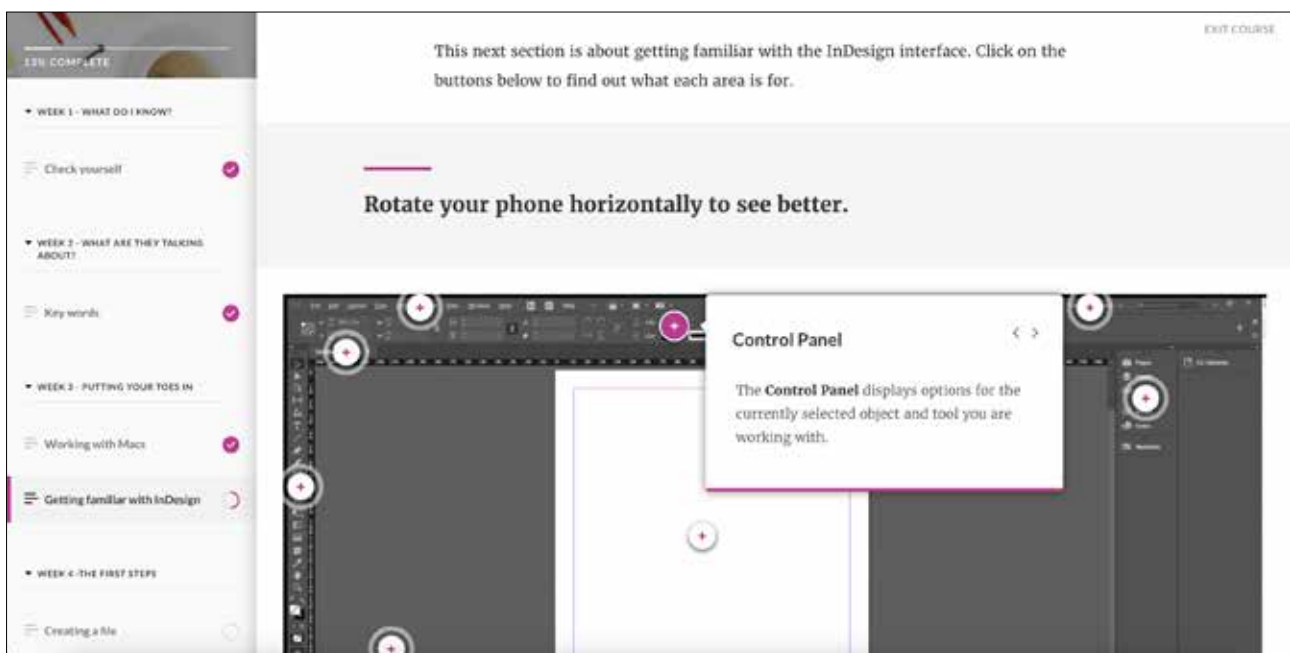 13% COMPLETE
WEEK 1 - WHAT DO I KNOW?
Check yourself
WEEK 2 - WHAT ARE THEY TALKING
ABOUT?
Key words
WEEK 3 - PUTTING YOUR TOES IN
Working with Macs
Getting familiar with InDesign
WEEK 4 -THE FIRST STEPS
Creating a file
EXIT COURSE
This next section is about getting familiar with the InDesign interface. Click on the
buttons below to find out what each area is for.
Rotate your phone horizontally to see better.
Control Panel
The Control Panel displays options for the
currently selected object and tool you are
working with.
Pages